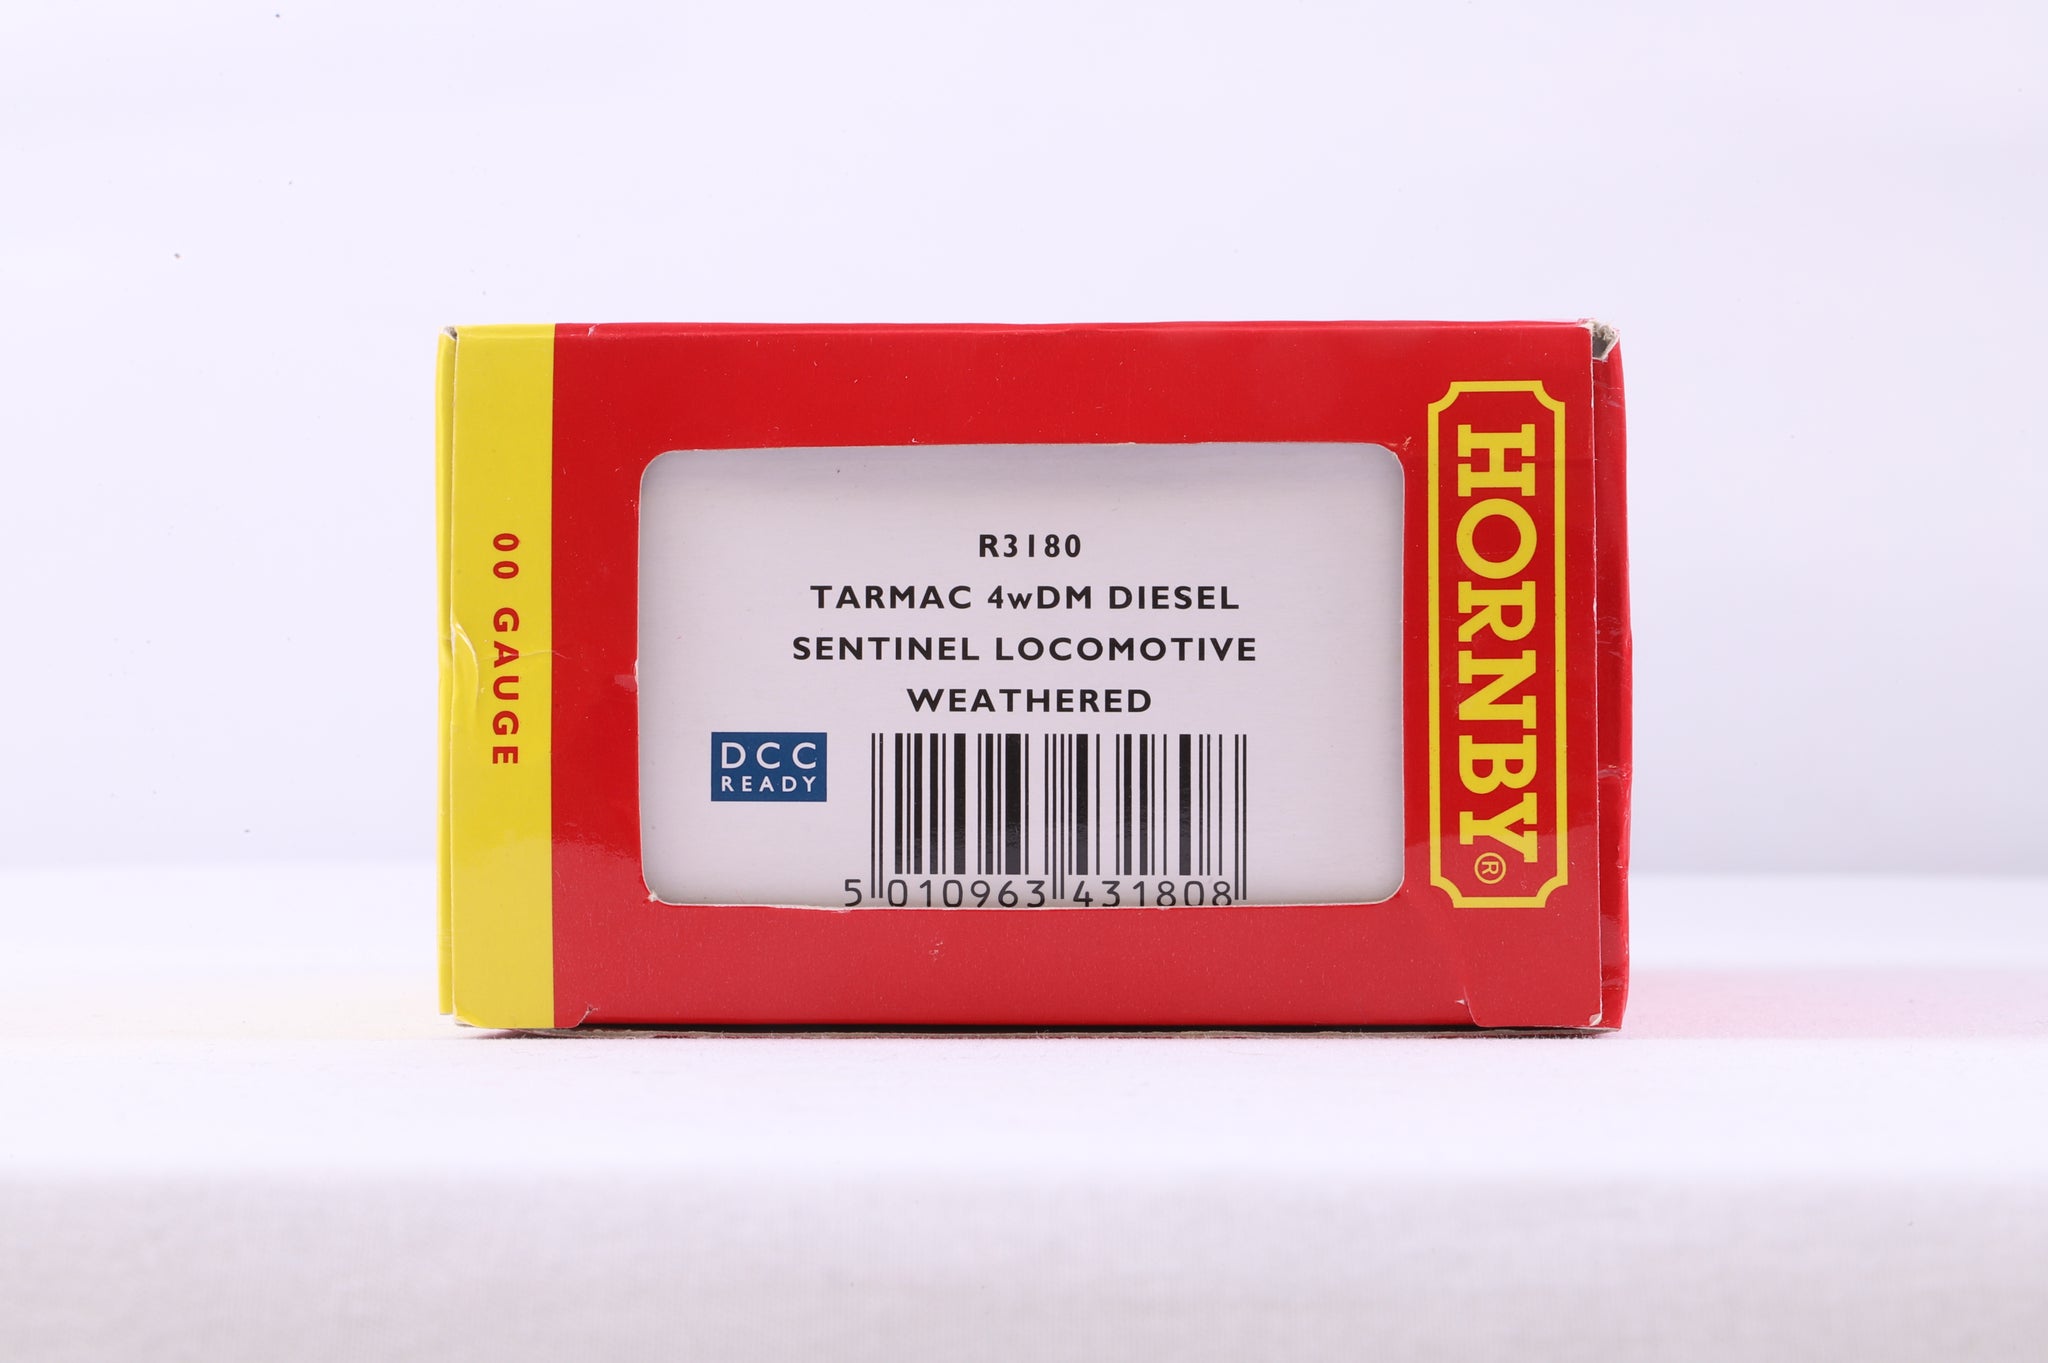 00 GAUGE
R3180
TARMAC 4wDM DIESEL
SENTINEL LOCOMOTIVE
WEATHERED
DCC
READY
5 010963 431808
HORNBY®